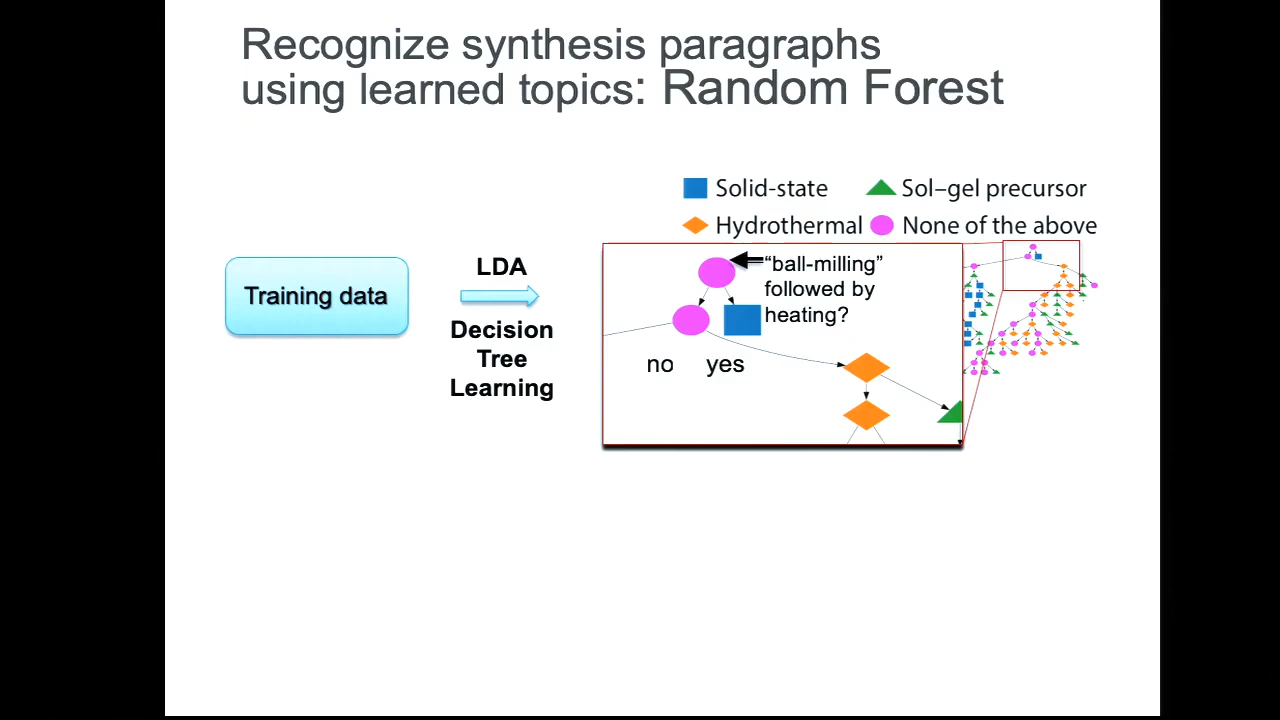 Recognize synthesis paragraphs
using learned topics: Random Forest
Solid-state
Sol–gel precursor
Hydrothermal
None of the above
Training data
LDA
Decision
Tree
Learning
“ball-milling”
followed by
heating?
no yes